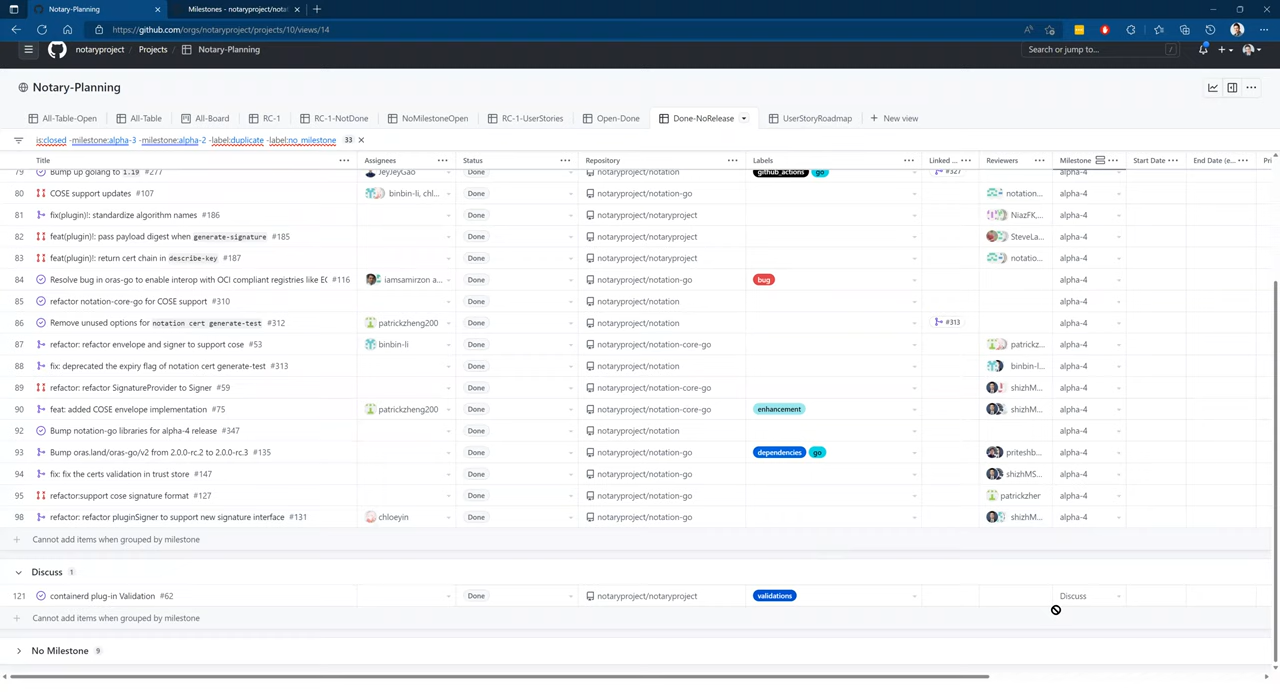 Notary-Planning
Milestones - notaryproject/notat
https://github.com/orgs/notaryproject/projects/10/views/14
notaryproject / Projects / Notary-Planning
Search or jump to... /
Notary-Planning
All-Table-Open All-Table All-Board RC-1 RC-1-NotDone NoMilestoneOpen RC-1-UserStories Open-Done Done-NoRelease UserStoryRoadmap + New view
is:closed -milestone:alpha-3 -milestone:alpha-2 -label:duplicate -label:no_milestone 33
Title Assignees Status Repository Labels Linked ... Reviewers Milestone Start Date End Date (e... Pri
79 Bump up golang to 1.19 #277 JeyJeyGao Done notaryproject/notation github_actions go #327 alpha-4
80 COSE support updates #107 binbin-li, chl... Done notaryproject/notation-go notation... alpha-4
81 fix(plugin)!: standardize algorithm names #186 Done notaryproject/notaryproject NiazFK,... alpha-4
82 feat(plugin)!: pass payload digest when generate-signature #185 Done notaryproject/notaryproject SteveLa... alpha-4
83 feat(plugin)!: return cert chain in describe-key #187 Done notaryproject/notaryproject notatio... alpha-4
84 Resolve bug in oras-go to enable interop with OCI compliant registries like EC #116 iamsamirzon a... Done notaryproject/notation-go bug alpha-4
85 refactor notation-core-go for COSE support #310 Done notaryproject/notation alpha-4
86 Remove unused options for notation cert generate-test #312 patrickzheng200 Done notaryproject/notation #313 alpha-4
87 refactor: refactor envelope and signer to support cose #53 binbin-li Done notaryproject/notation-core-go patrickz... alpha-4
88 fix: deprecated the expiry flag of notation cert generate-test #313 Done notaryproject/notation binbin-l... alpha-4
89 refactor: refactor SignatureProvider to Signer #59 Done notaryproject/notation-core-go shizhM... alpha-4
90 feat: added COSE envelope implementation #75 patrickzheng200 Done notaryproject/notation-core-go enhancement shizhM... alpha-4
92 Bump notation-go libraries for alpha-4 release #347 Done notaryproject/notation alpha-4
93 Bump oras.land/oras-go/v2 from 2.0.0-rc.2 to 2.0.0-rc.3 #135 Done notaryproject/notation-go dependencies go priteshb... alpha-4
94 fix: fix the certs validation in trust store #147 Done notaryproject/notation-go shizhMS... alpha-4
95 refactor:support cose signature format #127 Done notaryproject/notation-go patrickzher alpha-4
98 refactor: refactor pluginSigner to support new signature interface #131 chloeyin Done notaryproject/notation-go shizhM... alpha-4
+ Cannot add items when grouped by milestone
Discuss 1
121 containerd plug-in Validation #62 Done notaryproject/notaryproject validations Discuss
+ Cannot add items when grouped by milestone
No Milestone 9